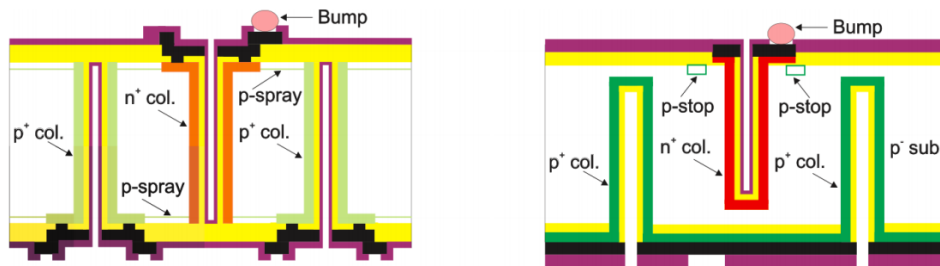 Bump
p-spray
n⁺ col.
p⁺ col.
p⁺ col.
p-spray
Bump
p-stop
p-stop
n⁺ col.
p⁺ col.
p⁺ col.
p⁻ sub